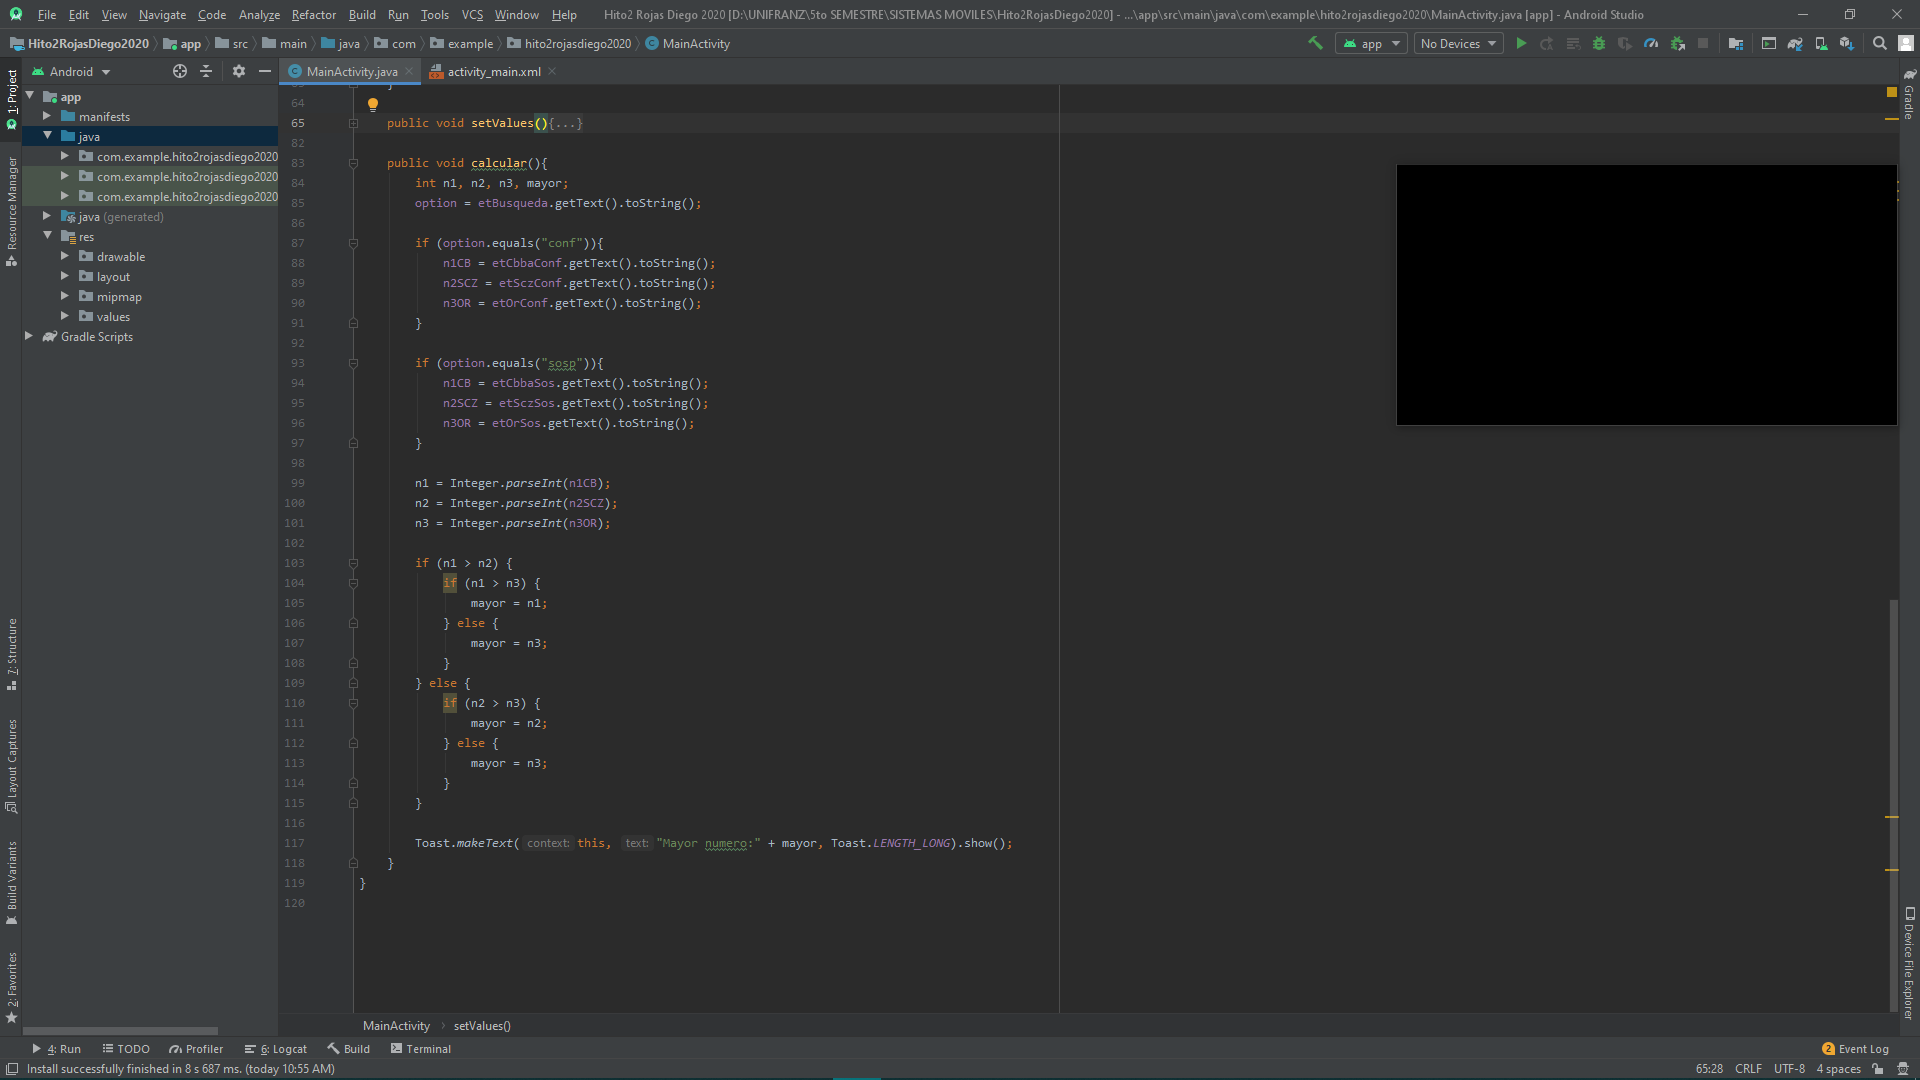 File Edit View Navigate Code Analyze Refactor Build Run Tools VCS Window Help Hito2 Rojas Diego 2020 [D:\UNIFRANZ\5to SEMESTRE\SISTEMAS MOVILES\Hito2RojasDiego2020] - ...\app\src\main\java\com\example\hito2rojasdiego2020\MainActivity.java [app] - Android Studio
Hito2RojasDiego2020 app src main java com example hito2rojasdiego2020 MainActivity app No Devices
Android MainActivity.java activity_main.xml
1: Project
Resource Manager
7: Structure
Layout Captures
Build Variants
2: Favorites
app
manifests
java
com.example.hito2rojasdiego2020
com.example.hito2rojasdiego2020
com.example.hito2rojasdiego2020
java (generated)
res
drawable
layout
mipmap
values
Gradle Scripts
63 }
64
65 public void setValues(){...}
82
83 public void calcular(){
84 int n1, n2, n3, mayor;
85 option = etBusqueda.getText().toString();
86
87 if (option.equals("conf")){
88 n1CB = etCbbaConf.getText().toString();
89 n2SCZ = etSczConf.getText().toString();
90 n3OR = etOrConf.getText().toString();
91 }
92
93 if (option.equals("sosp")){
94 n1CB = etCbbaSos.getText().toString();
95 n2SCZ = etSczSos.getText().toString();
96 n3OR = etOrSos.getText().toString();
97 }
98
99 n1 = Integer.parseInt(n1CB);
100 n2 = Integer.parseInt(n2SCZ);
101 n3 = Integer.parseInt(n3OR);
102
103 if (n1 > n2) {
104 if (n1 > n3) {
105 mayor = n1;
106 } else {
107 mayor = n3;
108 }
109 } else {
110 if (n2 > n3) {
111 mayor = n2;
112 } else {
113 mayor = n3;
114 }
115 }
116
117 Toast.makeText( context: this, text: "Mayor numero:" + mayor, Toast.LENGTH_LONG).show();
118 }
119 }
120
Gradle
Device File Explorer
MainActivity setValues()
4: Run TODO Profiler 6: Logcat Build Terminal 2 Event Log
Install successfully finished in 8 s 687 ms. (today 10:55 AM) 65:28 CRLF UTF-8 4 spaces